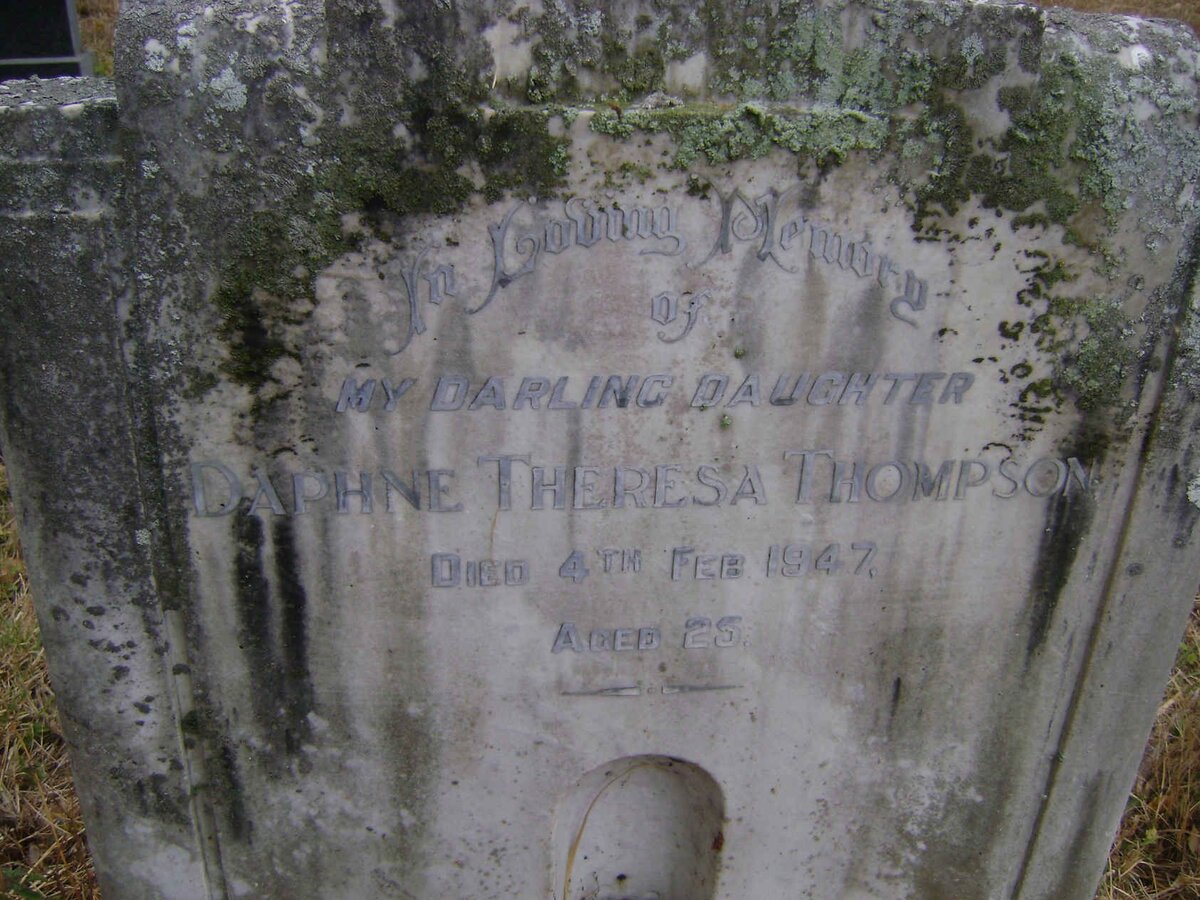 In Loving Memory
of
MY DARLING DAUGHTER
DAPHNE THERESA THOMPSON
DIED 4TH FEB 1947.
AGED 25.